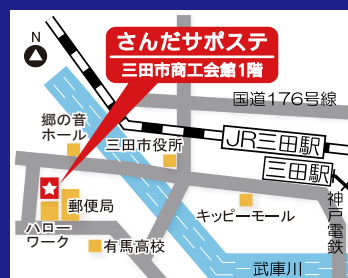 さんだサポステ
三田市商工会館1階
N
国道176号線
郷の音
ホール
三田市役所
JR三田駅
三田駅
神戸電鉄
郵便局
ハロー
ワーク
キッピーモール
有馬高校
武庫川